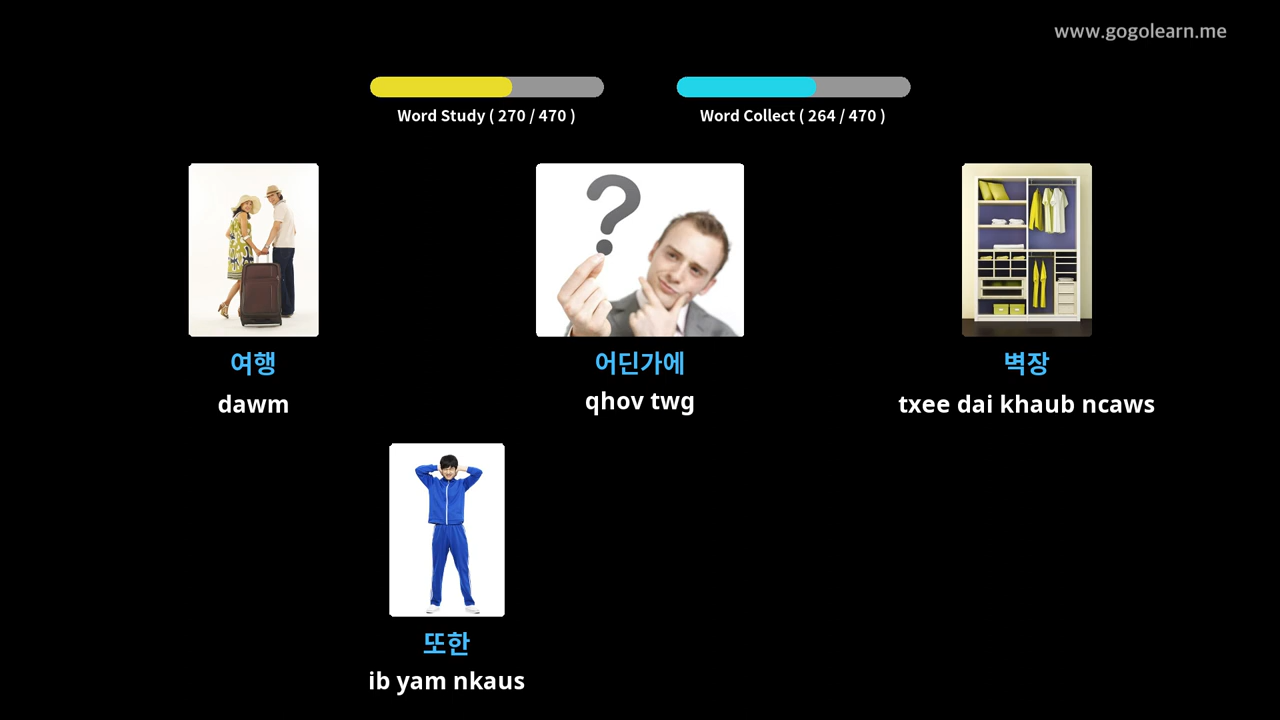 www.gogolearn.me
Word Study ( 270 / 470 )
Word Collect ( 264 / 470 )
여행
dawm
어딘가에
qhov twg
벽장
txee dai khaub ncaws
또한
ib yam nkaus